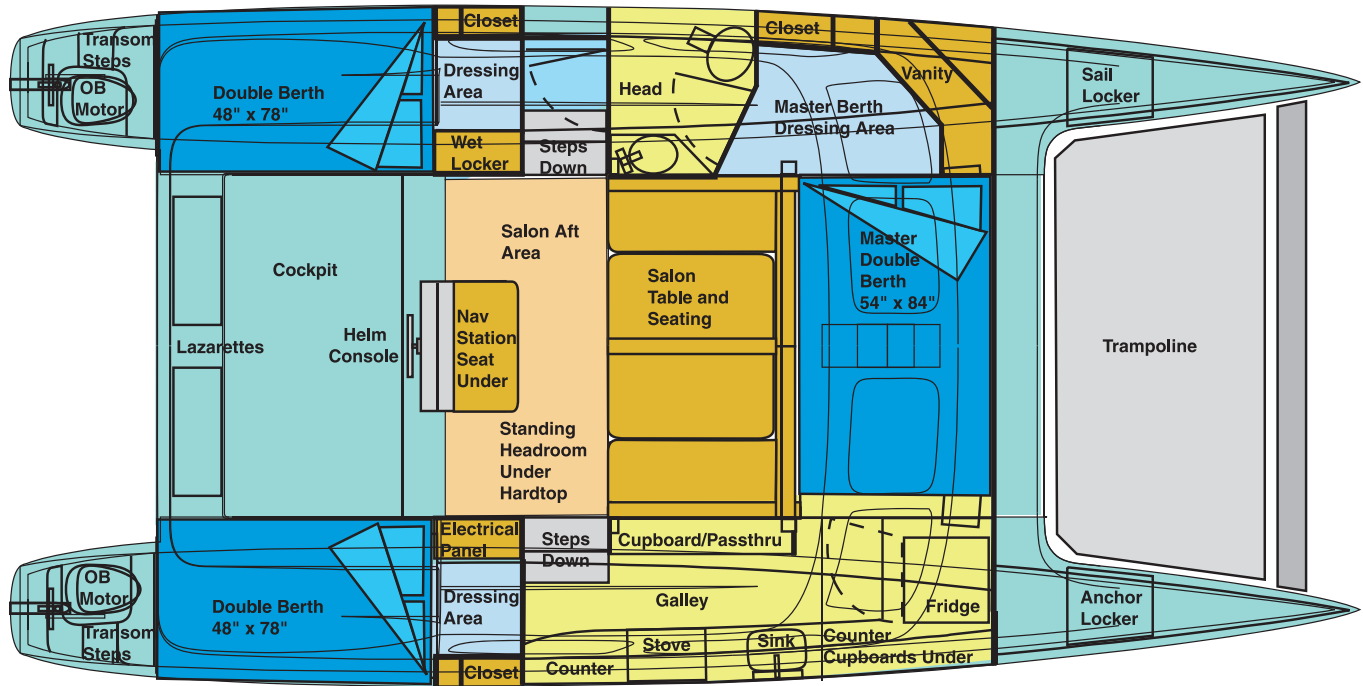 Transom
Steps
OB
Motor
Double Berth
48" x 78"
Closet
Dressing
Area
Wet
Locker
Steps
Down
Head
Closet
Vanity
Master Berth
Dressing Area
Sail
Locker
Cockpit
Lazarettes
Helm
Console
Nav
Station
Seat
Under
Salon Aft
Area
Standing
Headroom
Under
Hardtop
Salon
Table and
Seating
Master
Double
Berth
54" x 84"
Trampoline
OB
Motor
Transom
Steps
Double Berth
48" x 78"
Electrical
Panel
Dressing
Area
Closet
Steps
Down
Cupboard/Passthru
Galley
Fridge
Counter
Stove
Sink
Counter
Cupboards Under
Anchor
Locker